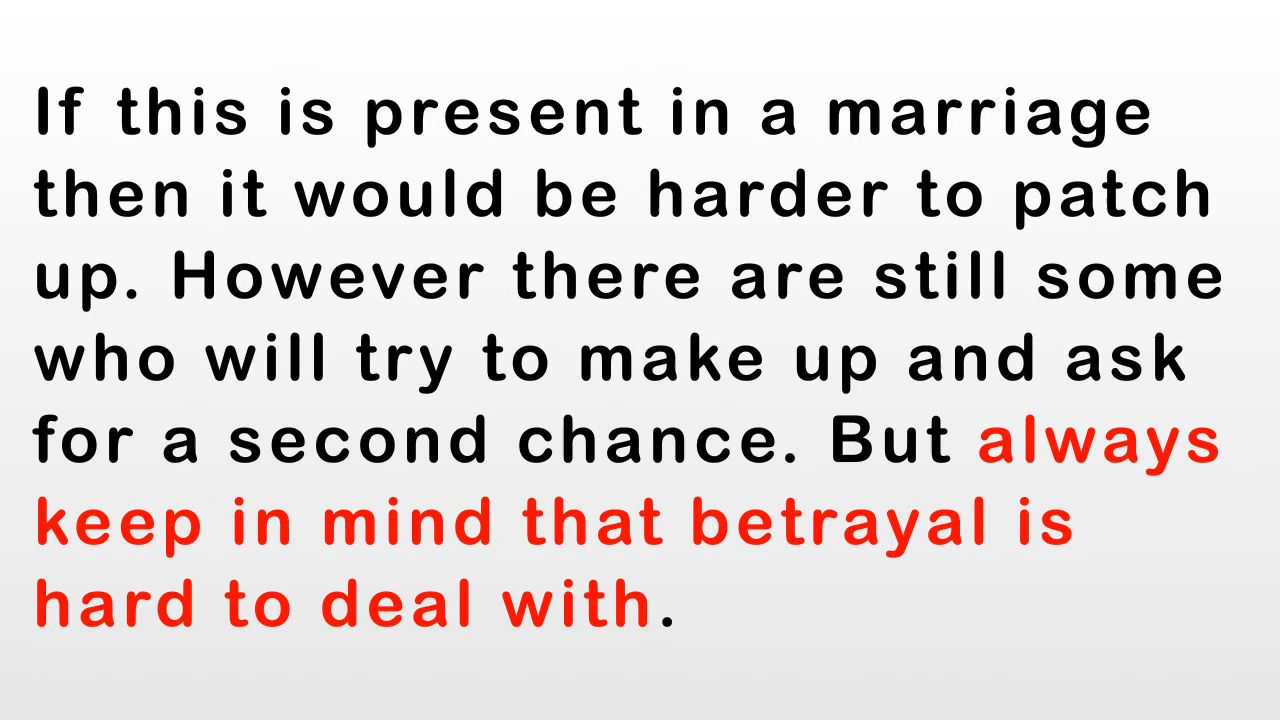 If this is present in a marriage
then it would be harder to patch
up. However there are still some
who will try to make up and ask
for a second chance. But always
keep in mind that betrayal is
hard to deal with.